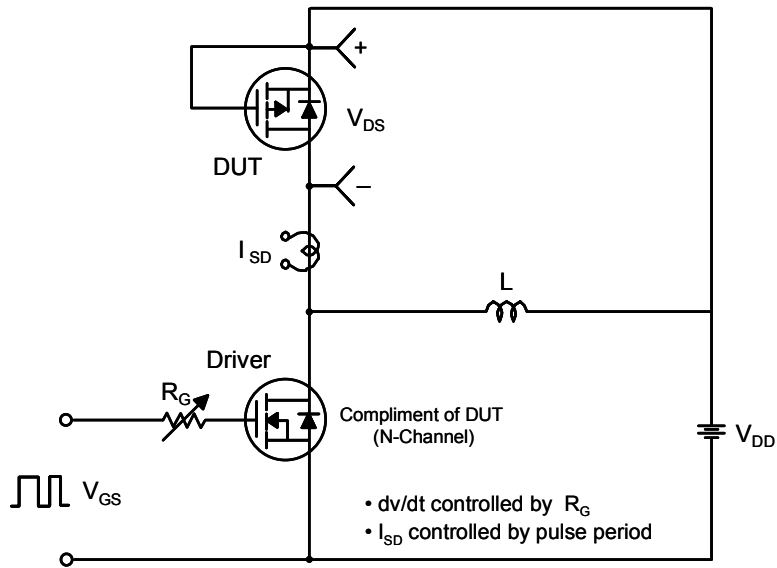 +
V_DS
DUT
−
I_SD
L
Driver
R_G
Compliment of DUT
(N-Channel)
V_DD
V_GS
• dv/dt controlled by R_G
• I_SD controlled by pulse period